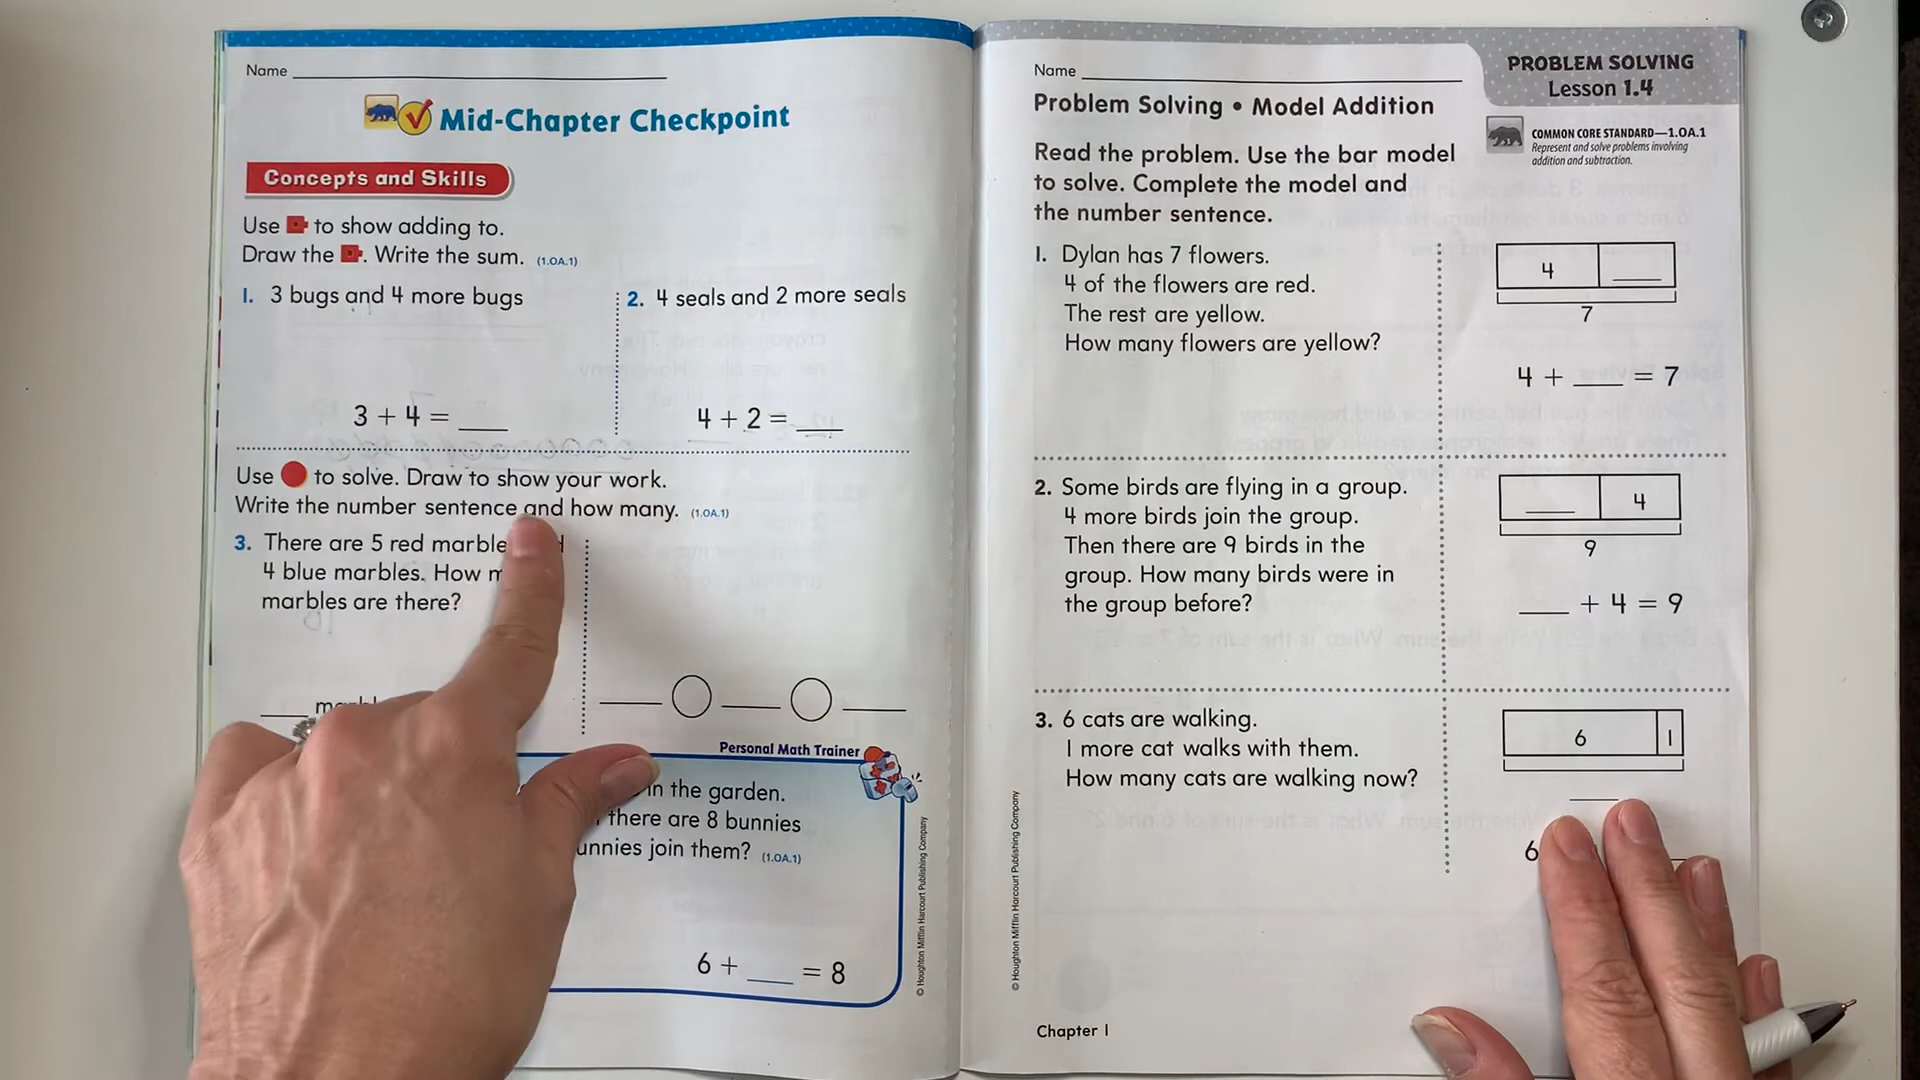 Name
Mid-Chapter Checkpoint
Concepts and Skills
Use to show adding to.
Draw the . Write the sum. (1.OA.1)
1. 3 bugs and 4 more bugs
3 + 4 = ___
2. 4 seals and 2 more seals
4 + 2 = ___
Use to solve. Draw to show your work.
Write the number sentence and how many. (1.OA.1)
3. There are 5 red marble
4 blue marbles. How m
marbles are there?
Personal Math Trainer
in the garden.
there are 8 bunnies
unnies join them? (1.OA.1)
6 + ___ = 8
© Houghton Mifflin Harcourt Publishing Company
Name
PROBLEM SOLVING
Lesson 1.4
Problem Solving • Model Addition
COMMON CORE STANDARD—1.OA.1
Represent and solve problems involving
addition and subtraction.
Read the problem. Use the bar model
to solve. Complete the model and
the number sentence.
1. Dylan has 7 flowers.
4 of the flowers are red.
The rest are yellow.
How many flowers are yellow?
4 ___
7
4 + ___ = 7
2. Some birds are flying in a group.
4 more birds join the group.
Then there are 9 birds in the
group. How many birds were in
the group before?
___ 4
9
___ + 4 = 9
3. 6 cats are walking.
1 more cat walks with them.
How many cats are walking now?
6 1
6
© Houghton Mifflin Harcourt Publishing Company
Chapter 1